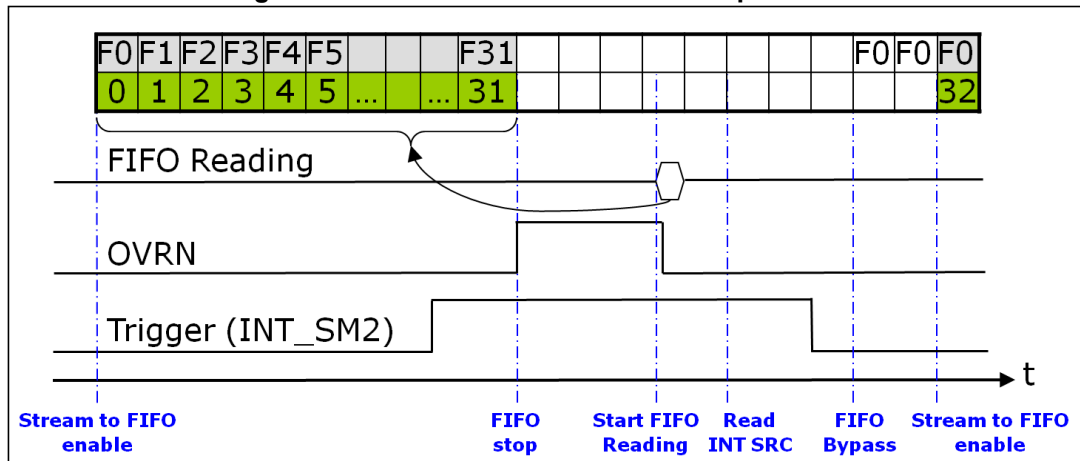 F0 F1 F2 F3 F4 F5 F31 F0 F0 F0
0 1 2 3 4 5 ... ... 31 32
FIFO Reading
OVRN
Trigger (INT_SM2)
t
Stream to FIFO
enable
FIFO
stop
Start FIFO
Reading
Read
INT SRC
FIFO
Bypass
Stream to FIFO
enable